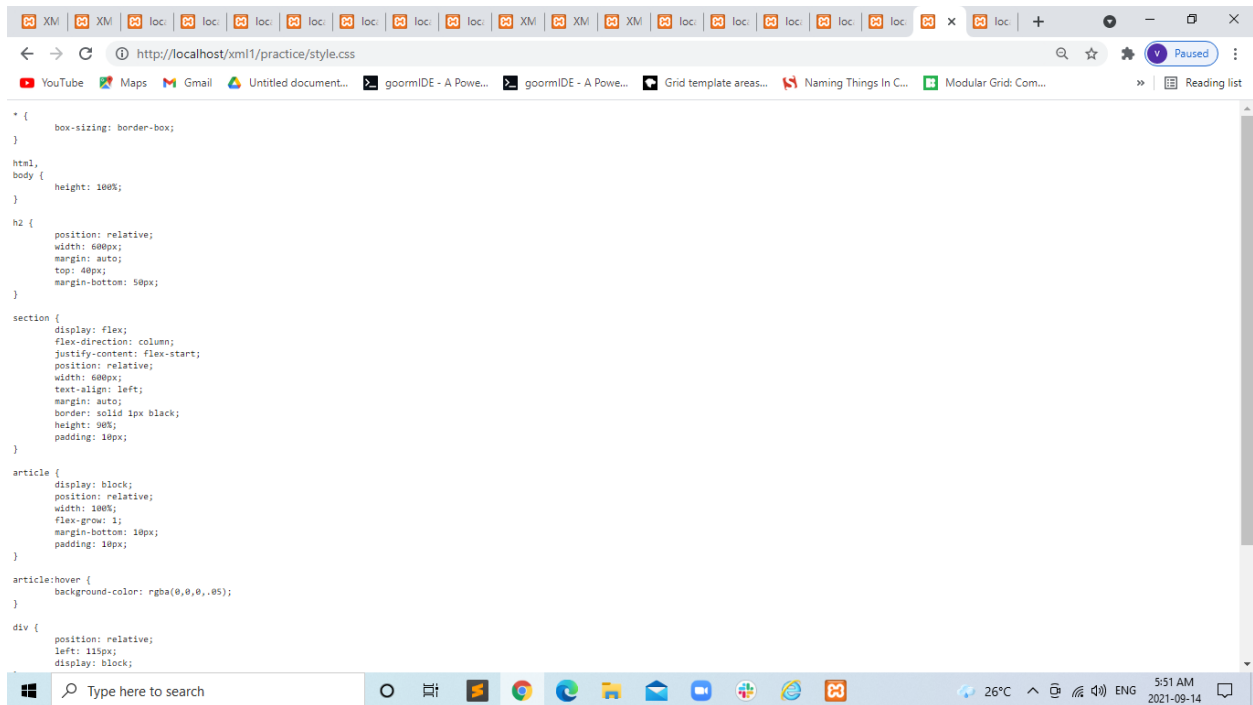 XM XM loc loc loc loc loc loc loc XM XM XM loc loc loc loc loc loc
http://localhost/xml1/practice/style.css
V Paused
YouTube Maps Gmail Untitled document... goormIDE - A Powe... goormIDE - A Powe... Grid template areas... Naming Things In C... Modular Grid: Com... » Reading list
* {
box-sizing: border-box;
}
html,
body {
height: 100%;
}
h2 {
position: relative;
width: 600px;
margin: auto;
top: 40px;
margin-bottom: 50px;
}
section {
display: flex;
flex-direction: column;
justify-content: flex-start;
position: relative;
width: 600px;
text-align: left;
margin: auto;
border: solid 1px black;
height: 90%;
padding: 10px;
}
article {
display: block;
position: relative;
width: 100%;
flex-grow: 1;
margin-bottom: 10px;
padding: 10px;
}
article:hover {
background-color: rgba(0,0,0,.05);
}
div {
position: relative;
left: 115px;
display: block;
Type here to search
26°C ENG
5:51 AM
2021-09-14